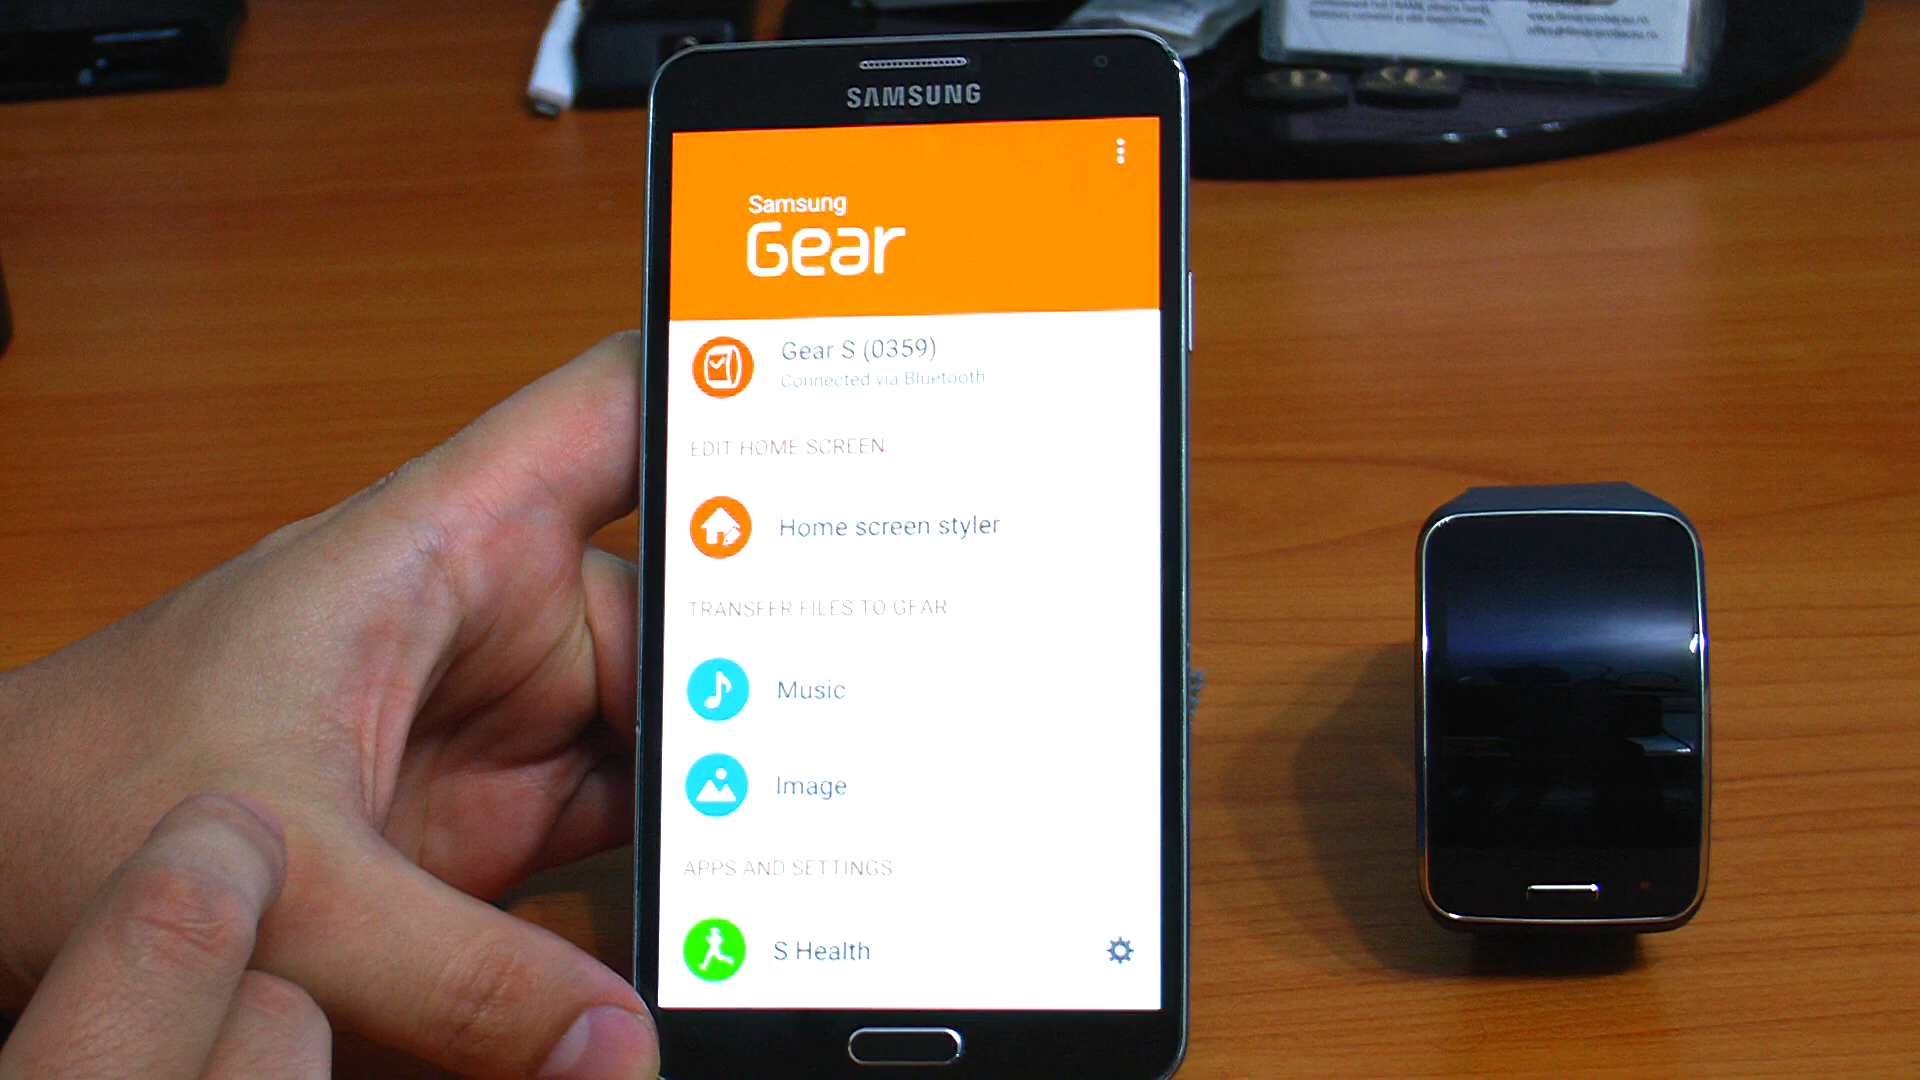 SAMSUNG
Samsung
Gear
Gear S (0359)
Connected via Bluetooth
EDIT HOME SCREEN
Home screen styler
TRANSFER FILES TO GEAR
Music
Image
APPS AND SETTINGS
S Health